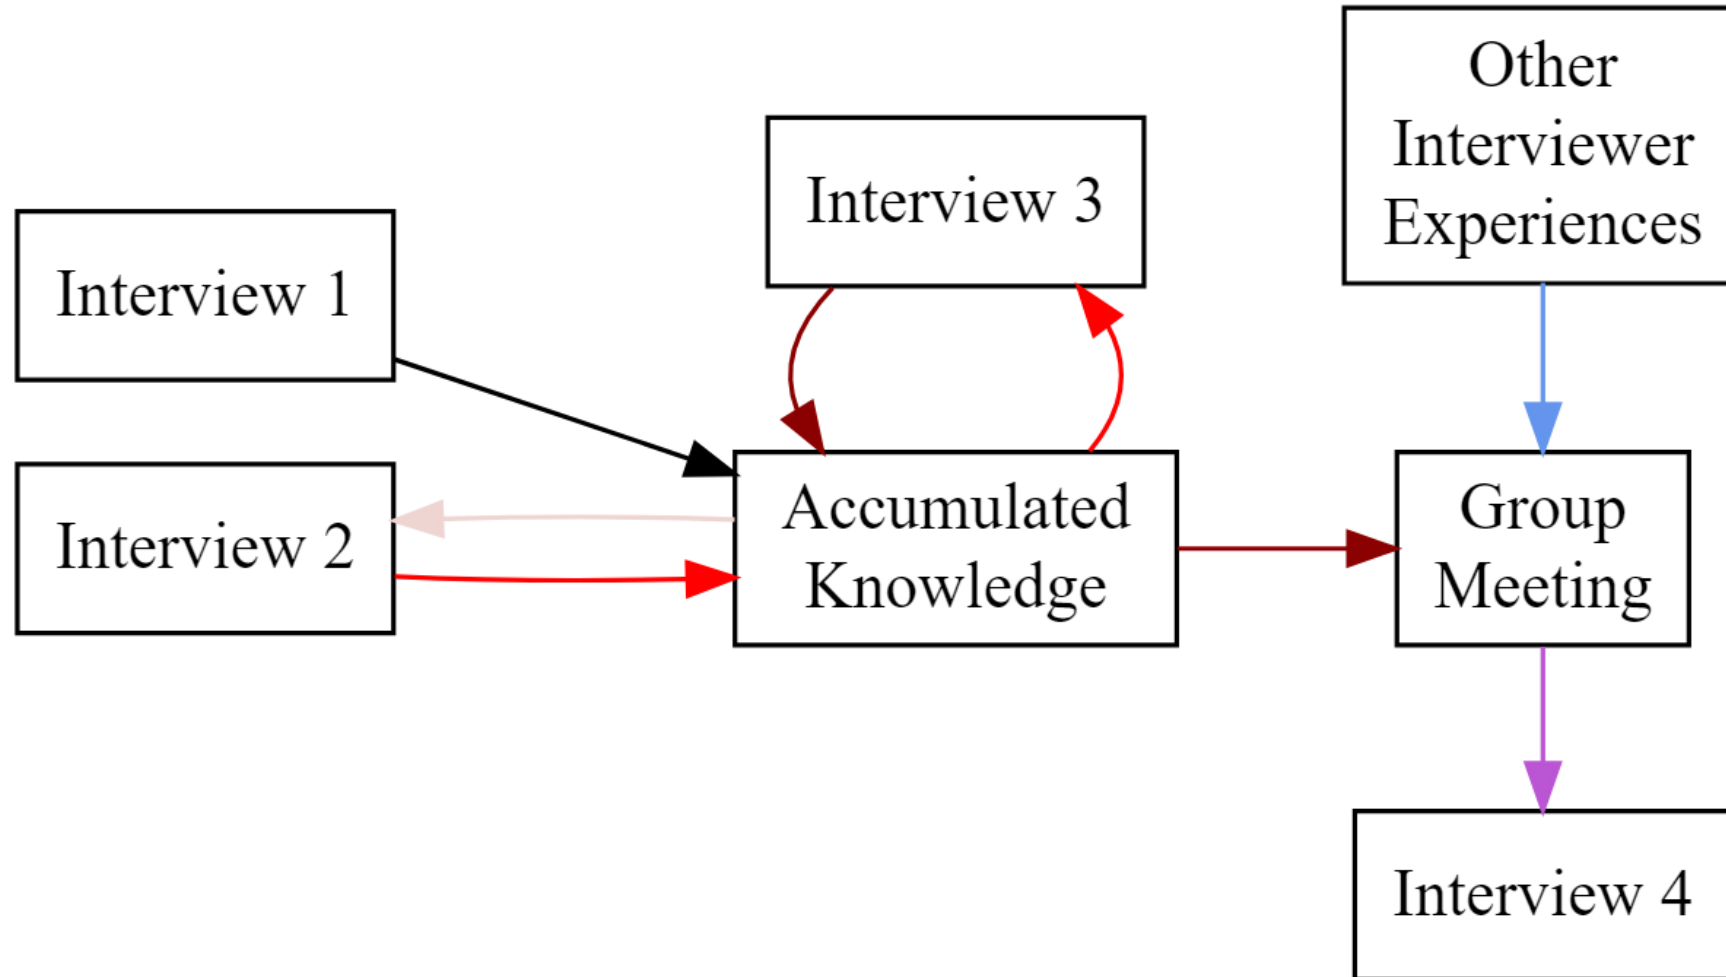 Interview 1
Interview 2
Interview 3
Accumulated
Knowledge
Other
Interviewer
Experiences
Group
Meeting
Interview 4